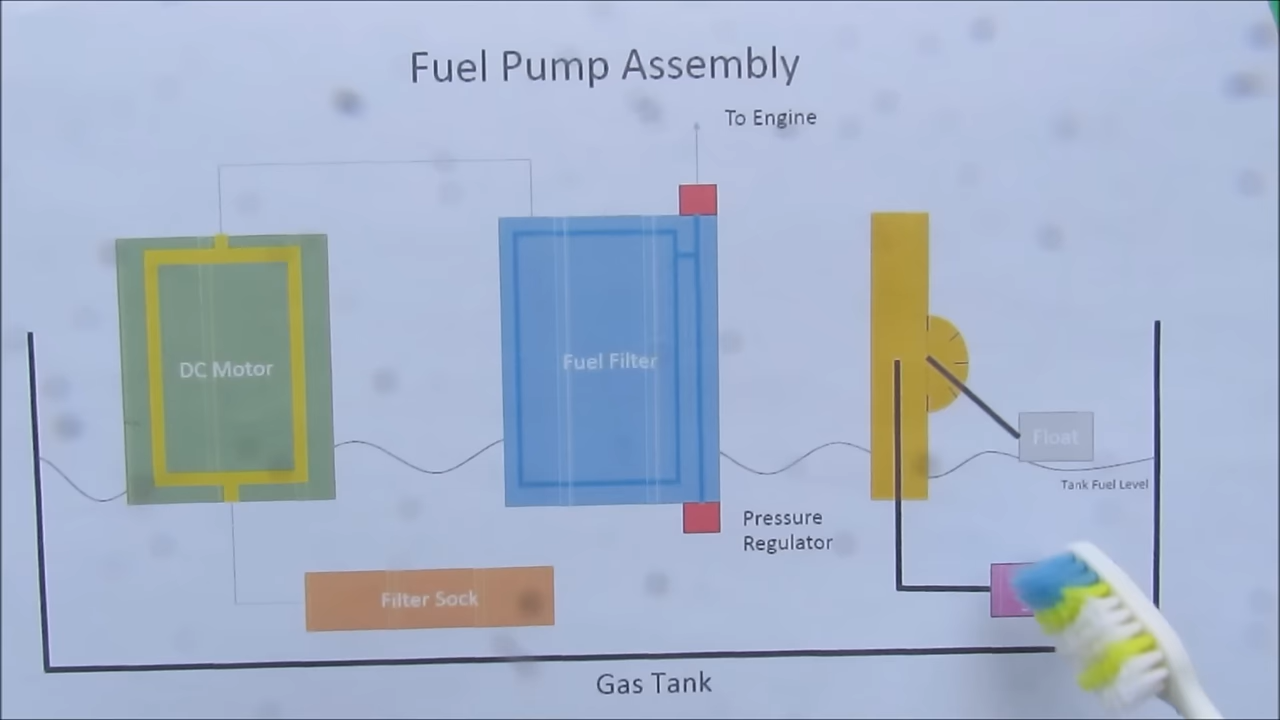 Fuel Pump Assembly
To Engine
DC Motor
Fuel Filter
Float
Tank Fuel Level
Pressure
Regulator
Filter Sock
Gas Tank